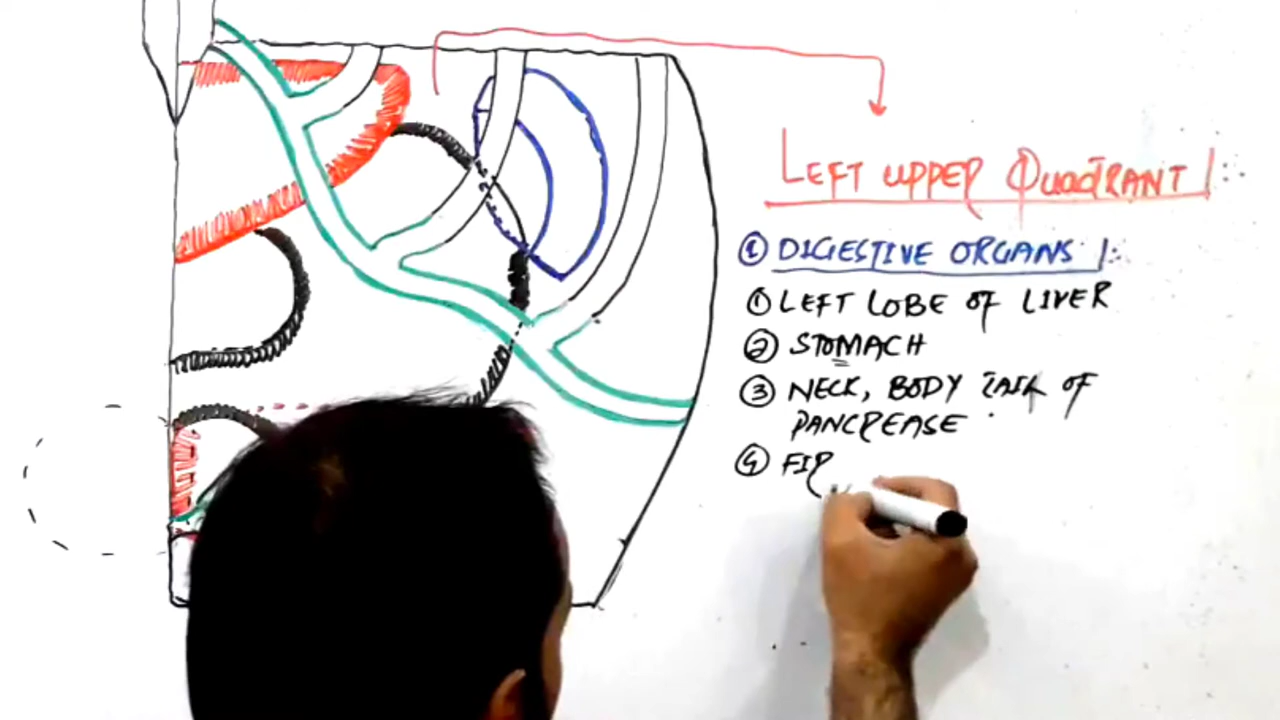 LEFT UPPER QUADRANT
① DIGESTIVE ORGANS
① LEFT LOBE OF LIVER
② STOMACH
③ NECK, BODY TAIL OF
PANCREASE
④ FIR